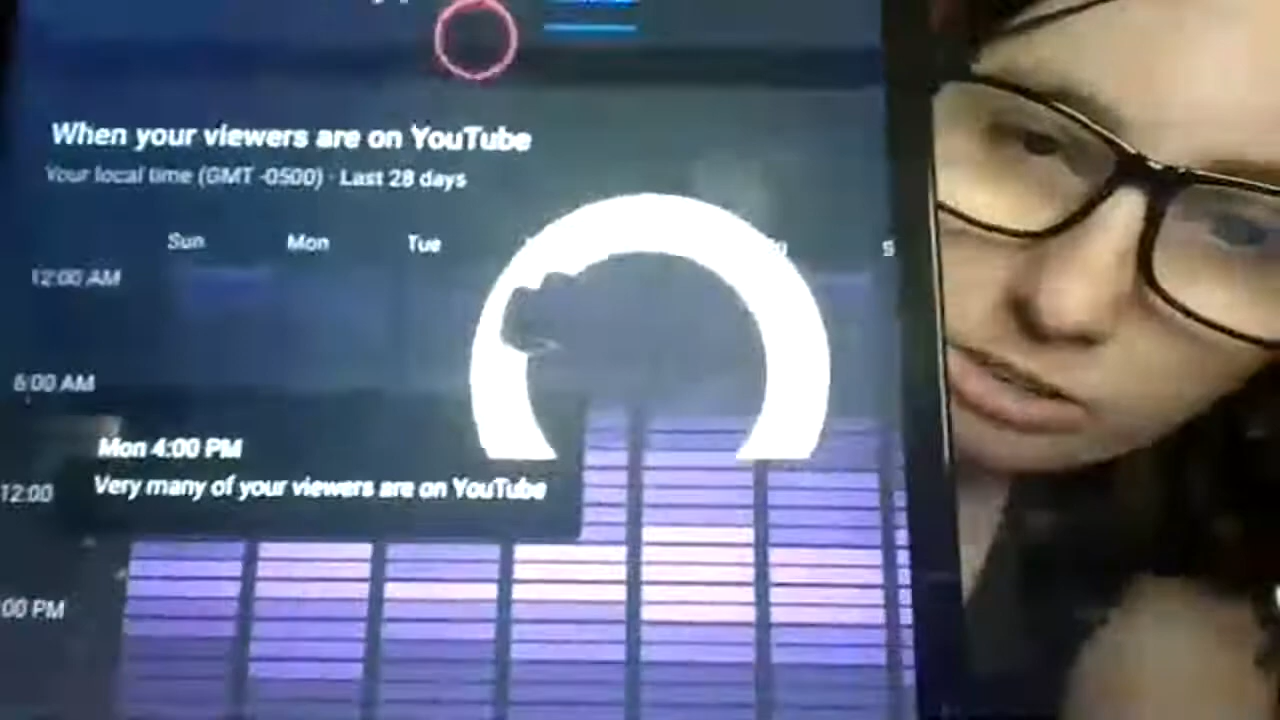 When your viewers are on YouTube
Your local time (GMT -0500) · Last 28 days
Sun Mon Tue
12:00 AM
6:00 AM
Mon 4:00 PM
Very many of your viewers are on YouTube
12:00
:00 PM